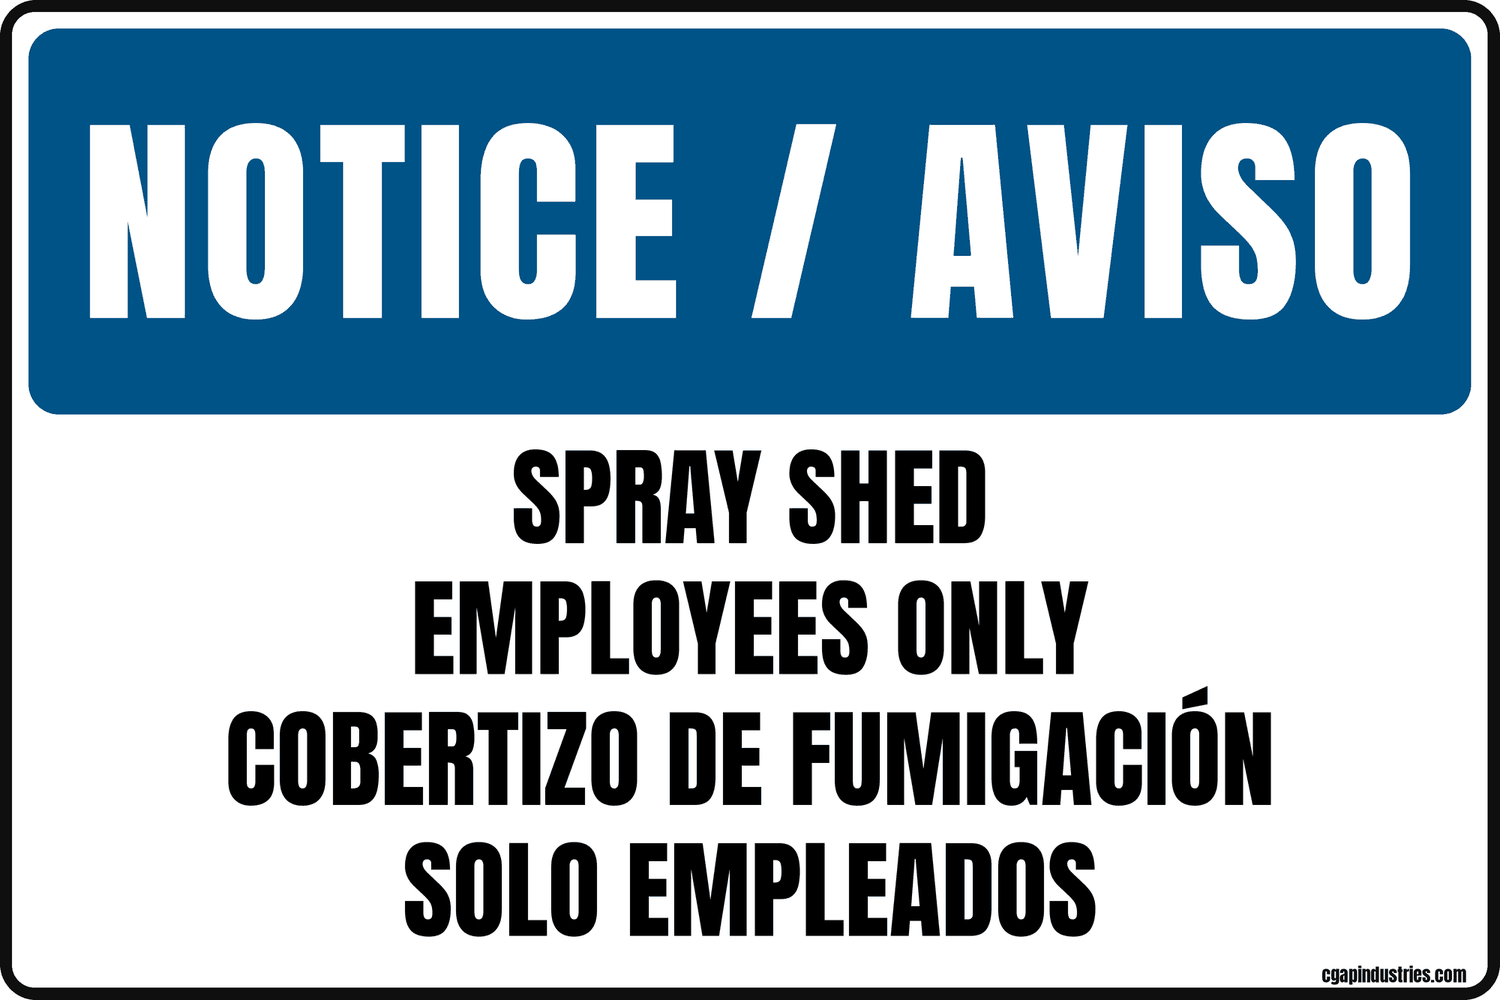 NOTICE / AVISO
SPRAY SHED
EMPLOYEES ONLY
COBERTIZO DE FUMIGACIÓN
SOLO EMPLEADOS
cgapindustries.com